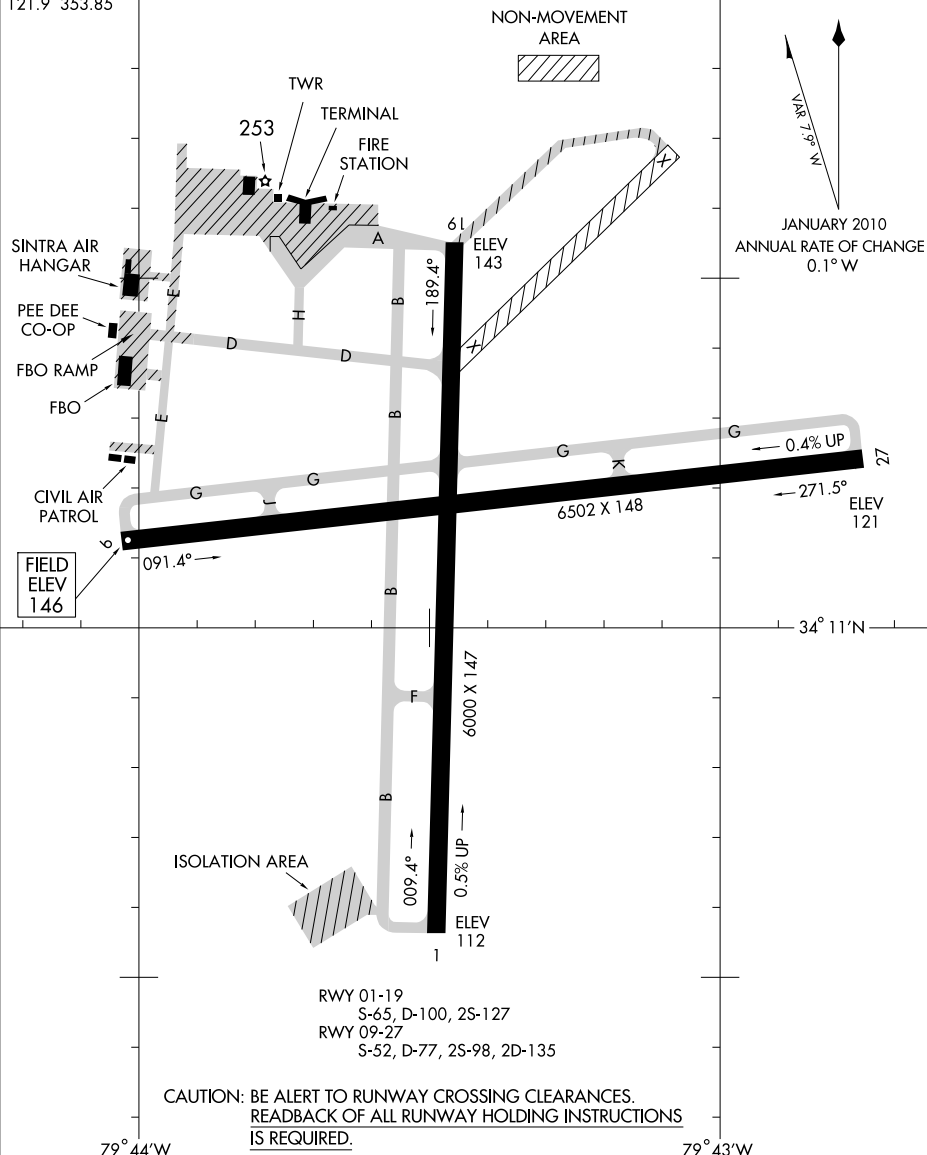 121.9 353.85
NON-MOVEMENT
AREA
VAR 7.9° W
JANUARY 2010
ANNUAL RATE OF CHANGE
0.1° W
TWR
TERMINAL
253
FIRE
STATION
SINTRA AIR
HANGAR
PEE DEE
CO-OP
FBO RAMP
FBO
CIVIL AIR
PATROL
A
19
ELEV
143
189.4°
E
B
H
D
D
E
B
G
G
J
G
K
G
0.4% UP
27
271.5°
ELEV
121
6502 X 148
9
091.4°
FIELD
ELEV
146
B
34° 11'N
F
6000 X 147
B
009.4°
0.5% UP
ISOLATION AREA
ELEV
112
1
RWY 01-19
S-65, D-100, 2S-127
RWY 09-27
S-52, D-77, 2S-98, 2D-135
CAUTION: BE ALERT TO RUNWAY CROSSING CLEARANCES.
READBACK OF ALL RUNWAY HOLDING INSTRUCTIONS
IS REQUIRED.
79° 44'W
79° 43'W
X
X